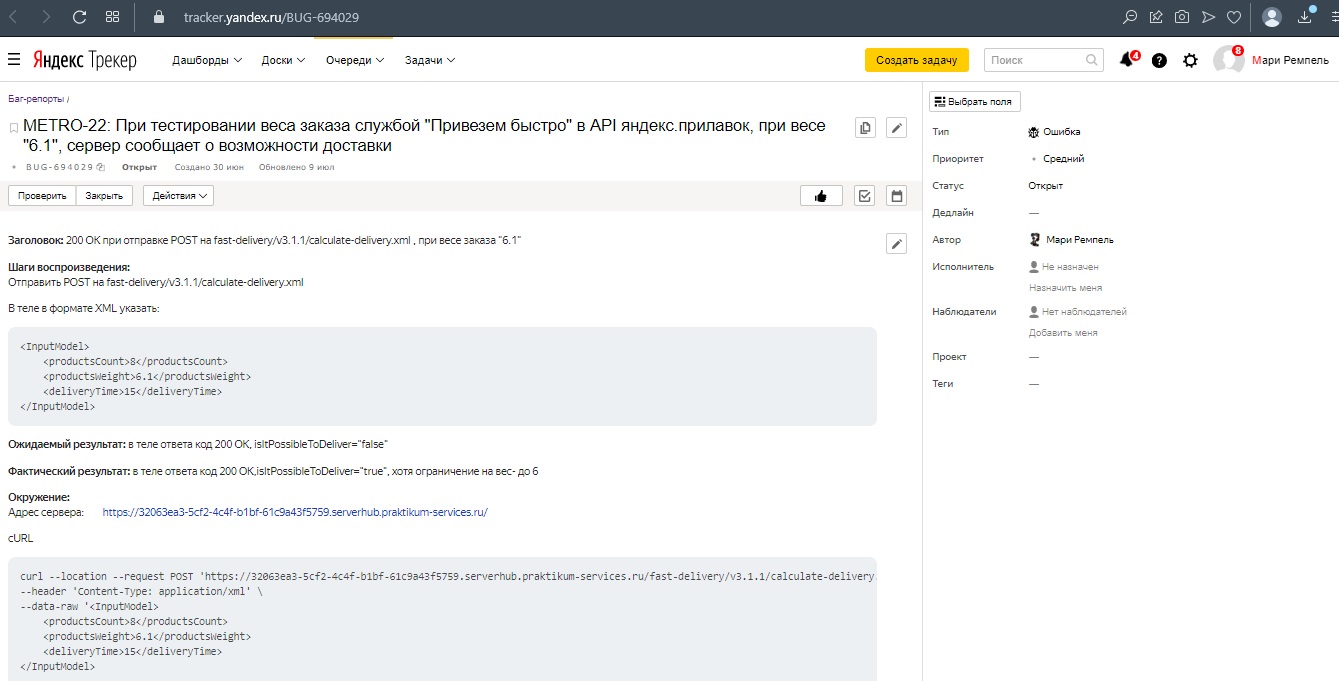 tracker.yandex.ru/BUG-694029
Яндекс Трекер
Дашборды
Доски
Очереди
Задачи
Создать задачу
Поиск
4
?
8
Мари Ремпель
Баг-репорты /
METRO-22: При тестировании веса заказа службой "Привезем быстро" в API яндекс.прилавок, при весе
"6.1", сервер сообщает о возможности доставки
BUG-694029 Открыт Создано 30 июн Обновлено 9 июл
Проверить Закрыть Действия
Заголовок: 200 ОК при отправке POST на fast-delivery/v3.1.1/calculate-delivery.xml , при весе заказа "6.1"
Шаги воспроизведения:
Отправить POST на fast-delivery/v3.1.1/calculate-delivery.xml
В теле в формате XML указать:
<InputModel>
    <productsCount>8</productsCount>
    <productsWeight>6.1</productsWeight>
    <deliveryTime>15</deliveryTime>
</InputModel>
Ожидаемый результат: в теле ответа код 200 ОК, isItPossibleToDeliver="false"
Фактический результат: в теле ответа код 200 ОК,isItPossibleToDeliver="true", хотя ограничение на вес- до 6
Окружение:
Адрес сервера: https://32063ea3-5cf2-4c4f-b1bf-61c9a43f5759.serverhub.praktikum-services.ru/
cURL
curl --location --request POST 'https://32063ea3-5cf2-4c4f-b1bf-61c9a43f5759.serverhub.praktikum-services.ru/fast-delivery/v3.1.1/calculate-delivery.
--header 'Content-Type: application/xml' \
--data-raw '<InputModel>
    <productsCount>8</productsCount>
    <productsWeight>6.1</productsWeight>
    <deliveryTime>15</deliveryTime>
</InputModel>
Выбрать поля
Тип Ошибка
Приоритет Средний
Статус Открыт
Дедлайн —
Автор Мари Ремпель
Исполнитель Не назначен
Назначить меня
Наблюдатели Нет наблюдателей
Добавить меня
Проект —
Теги —